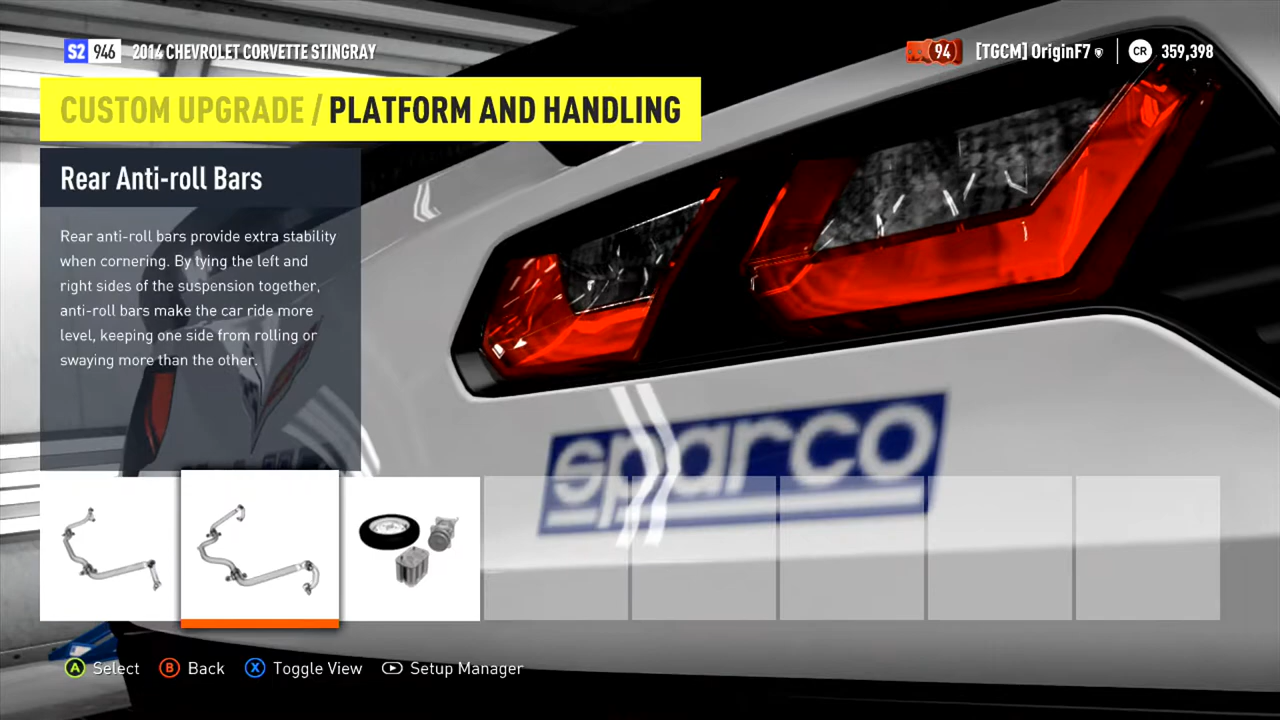 S2 946 2014 CHEVROLET CORVETTE STINGRAY
94 [TGCM] OriginF7 CR 359,398
CUSTOM UPGRADE / PLATFORM AND HANDLING
Rear Anti-roll Bars
Rear anti-roll bars provide extra stability
when cornering. By tying the left and
right sides of the suspension together,
anti-roll bars make the car ride more
level, keeping one side from rolling or
swaying more than the other.
sparco
A Select B Back X Toggle View Setup Manager